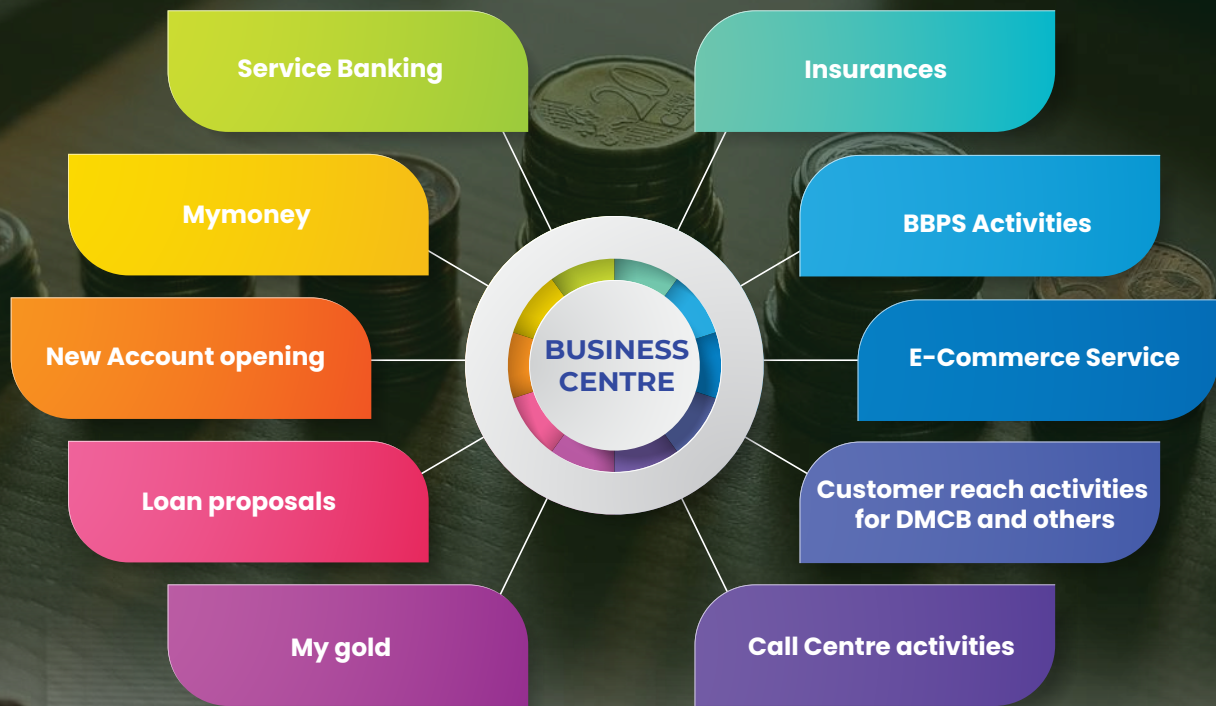 Service Banking
Insurances
Mymoney
BBPS Activities
New Account opening
BUSINESS
CENTRE
E-Commerce Service
Loan proposals
Customer reach activities
for DMCB and others
My gold
Call Centre activities
20